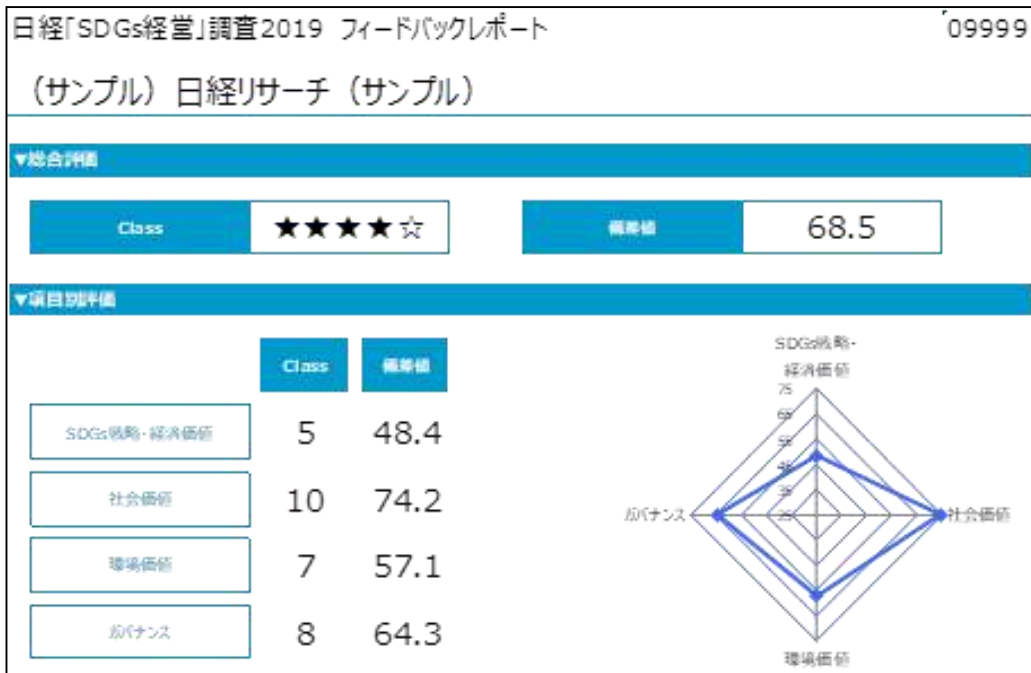 日経「SDGs経営」調査2019 フィードバックレポート
'09999
（サンプル）日経リサーチ（サンプル）
▼総合評価
Class
★★★★☆
偏差値
68.5
▼項目別評価
Class
偏差値
SDGs戦略・経済価値
5
48.4
社会価値
10
74.2
環境価値
7
57.1
ガバナンス
8
64.3
SDGs戦略・
経済価値
75
65
55
45
35
25
ガバナンス
社会価値
環境価値